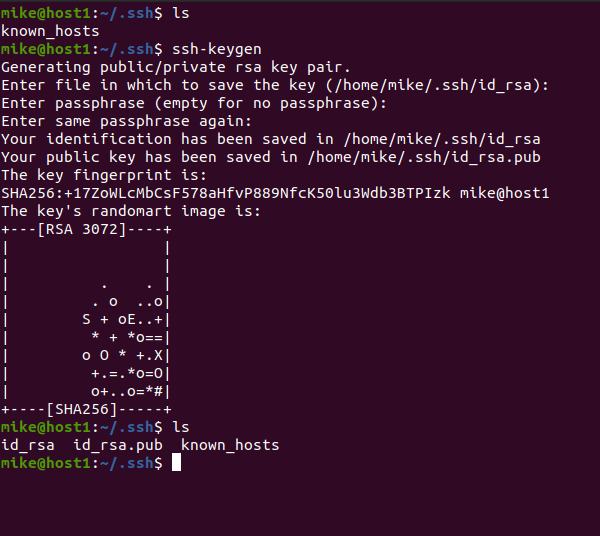 mike@host1:~/.ssh$ ls
known_hosts
mike@host1:~/.ssh$ ssh-keygen
Generating public/private rsa key pair.
Enter file in which to save the key (/home/mike/.ssh/id_rsa):
Enter passphrase (empty for no passphrase):
Enter same passphrase again:
Your identification has been saved in /home/mike/.ssh/id_rsa
Your public key has been saved in /home/mike/.ssh/id_rsa.pub
The key fingerprint is:
SHA256:+17ZoWLcMbCsF578aHfvP889NfcK50lu3Wdb3BTPIzk mike@host1
The key's randomart image is:
+---[RSA 3072]----+
|                 |
|                 |
|          .    . |
|         . o  ..o|
|        S + oE..+|
|         * + *o==|
|        o O * +.X|
|         +.=.*o=O|
|         o+..o=*#|
+----[SHA256]-----+
mike@host1:~/.ssh$ ls
id_rsa  id_rsa.pub  known_hosts
mike@host1:~/.ssh$